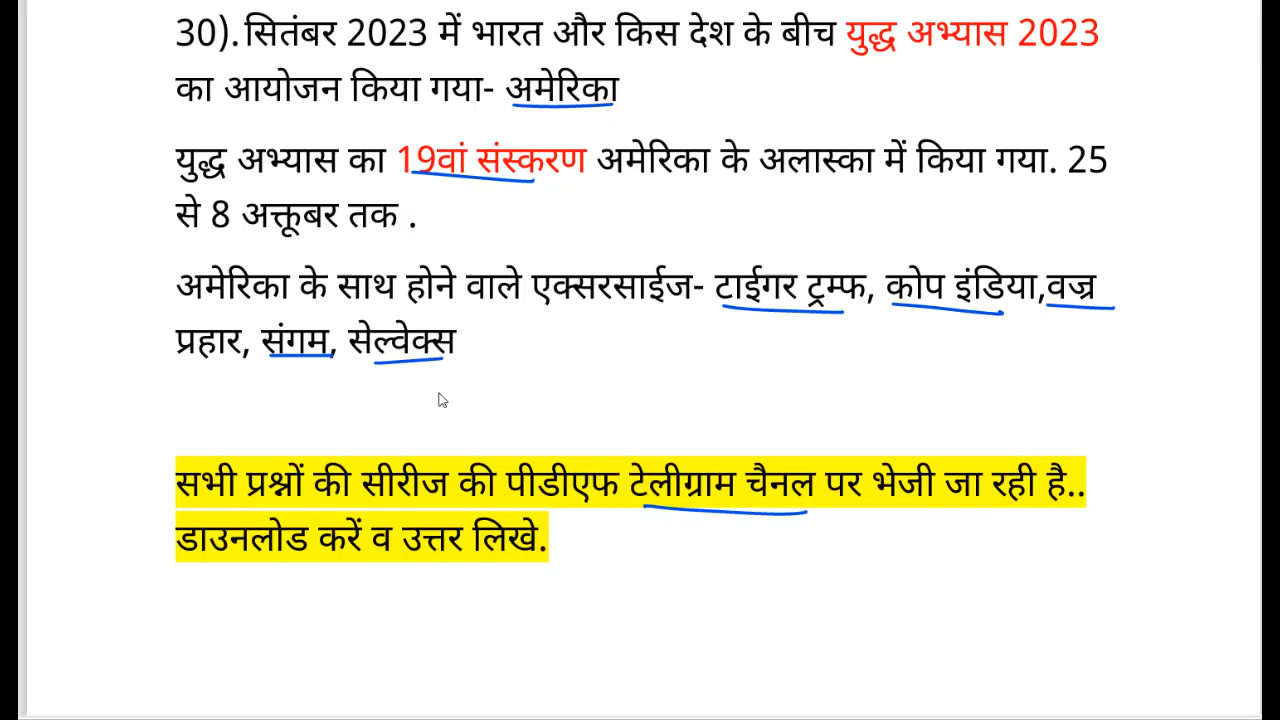 30). सितंबर 2023 में भारत और किस देश के बीच युद्ध अभ्यास 2023
का आयोजन किया गया- अमेरिका
युद्ध अभ्यास का 19वां संस्करण अमेरिका के अलास्का में किया गया. 25
से 8 अक्तूबर तक .
अमेरिका के साथ होने वाले एक्सरसाईज- टाईगर ट्रम्फ, कोप इंडिया,वज्र
प्रहार, संगम, सेल्वेक्स
सभी प्रश्नों की सीरीज की पीडीएफ टेलीग्राम चैनल पर भेजी जा रही है..
डाउनलोड करें व उत्तर लिखे.